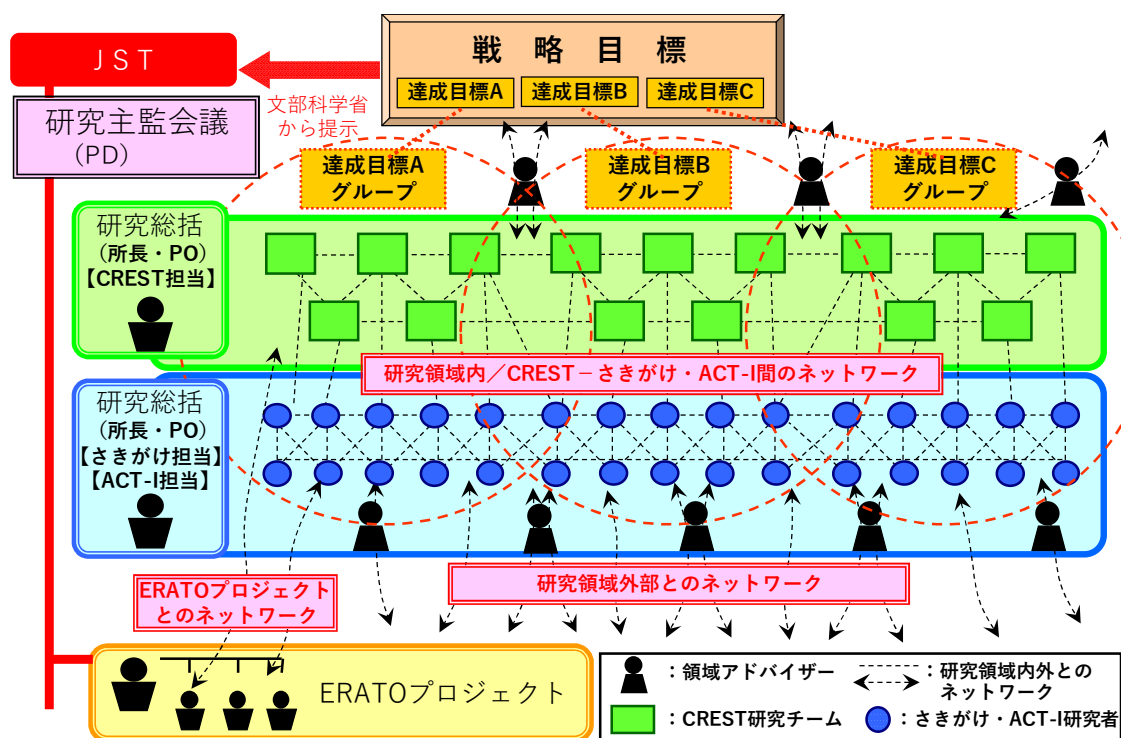 戦略目標
達成目標A
達成目標B
達成目標C
JST
文部科学省
から提示
研究主監会議
（PD）
達成目標A
グループ
達成目標B
グループ
達成目標C
グループ
研究総括
（所長・PO）
【CREST担当】
研究領域内／CREST－さきがけ・ACT-I間のネットワーク
研究総括
（所長・PO）
【さきがけ担当】
【ACT-I担当】
ERATOプロジェクト
とのネットワーク
研究領域外部とのネットワーク
ERATOプロジェクト
：領域アドバイザー
：研究領域内外との
ネットワーク
：CREST研究チーム
：さきがけ・ACT-I研究者